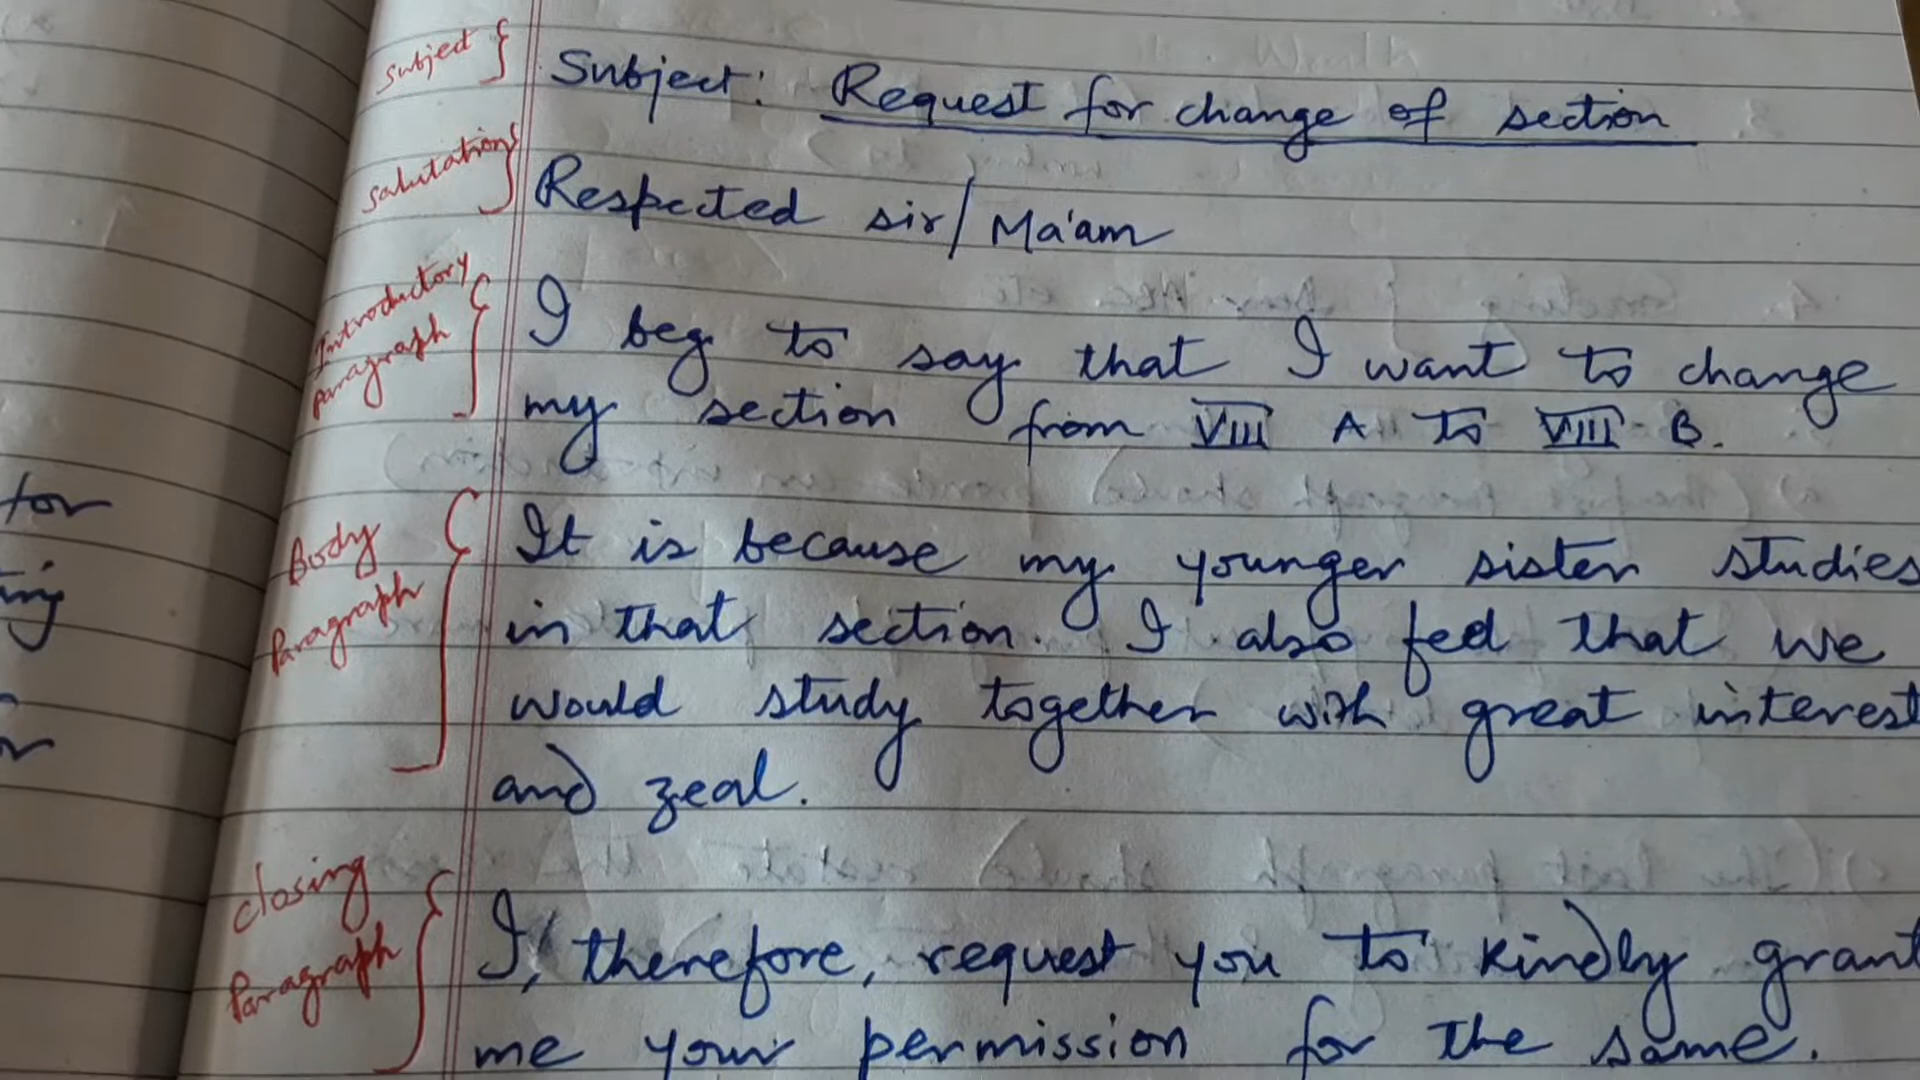 subject
Subject: Request for change of section
salutation
Respected sir/Ma'am
Introductory
paragraph
I beg to say that I want to change
my section from VIII A to VIII B.
Body
Paragraph
It is because my younger sister studies
in that section. I also feel that we
would study together with great interest
and zeal.
closing
Paragraph
I, therefore, request you to kindly grant
me your permission for the same.
tor